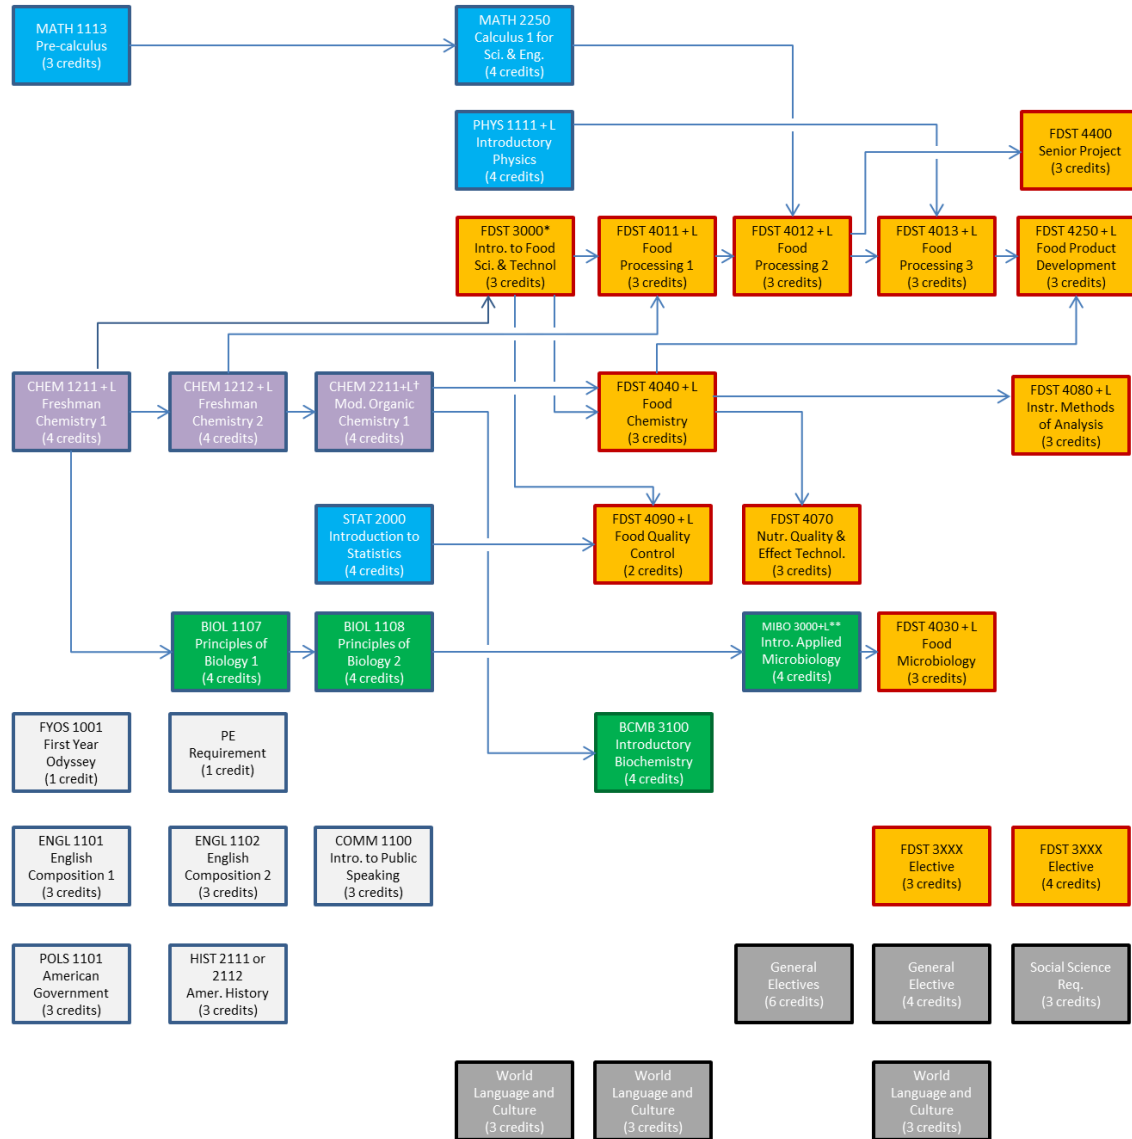 MATH 1113
Pre-calculus
(3 credits)
MATH 2250
Calculus 1 for
Sci. & Eng.
(4 credits)
PHYS 1111 + L
Introductory
Physics
(4 credits)
FDST 4400
Senior Project
(3 credits)
FDST 3000*
Intro. to Food
Sci. & Technol
(3 credits)
FDST 4011 + L
Food
Processing 1
(3 credits)
FDST 4012 + L
Food
Processing 2
(3 credits)
FDST 4013 + L
Food
Processing 3
(3 credits)
FDST 4250 + L
Food Product
Development
(3 credits)
CHEM 1211 + L
Freshman
Chemistry 1
(4 credits)
CHEM 1212 + L
Freshman
Chemistry 2
(4 credits)
CHEM 2211+L†
Mod. Organic
Chemistry 1
(4 credits)
FDST 4040 + L
Food
Chemistry
(3 credits)
FDST 4080 + L
Instr. Methods
of Analysis
(3 credits)
STAT 2000
Introduction to
Statistics
(4 credits)
FDST 4090 + L
Food Quality
Control
(2 credits)
FDST 4070
Nutr. Quality &
Effect Technol.
(3 credits)
BIOL 1107
Principles of
Biology 1
(4 credits)
BIOL 1108
Principles of
Biology 2
(4 credits)
MIBO 3000+L**
Intro. Applied
Microbiology
(4 credits)
FDST 4030 + L
Food
Microbiology
(3 credits)
FYOS 1001
First Year
Odyssey
(1 credit)
PE
Requirement
(1 credit)
BCMB 3100
Introductory
Biochemistry
(4 credits)
ENGL 1101
English
Composition 1
(3 credits)
ENGL 1102
English
Composition 2
(3 credits)
COMM 1100
Intro. to Public
Speaking
(3 credits)
FDST 3XXX
Elective
(3 credits)
FDST 3XXX
Elective
(4 credits)
POLS 1101
American
Government
(3 credits)
HIST 2111 or
2112
Amer. History
(3 credits)
General
Electives
(6 credits)
General
Elective
(4 credits)
Social Science
Req.
(3 credits)
World
Language and
Culture
(3 credits)
World
Language and
Culture
(3 credits)
World
Language and
Culture
(3 credits)